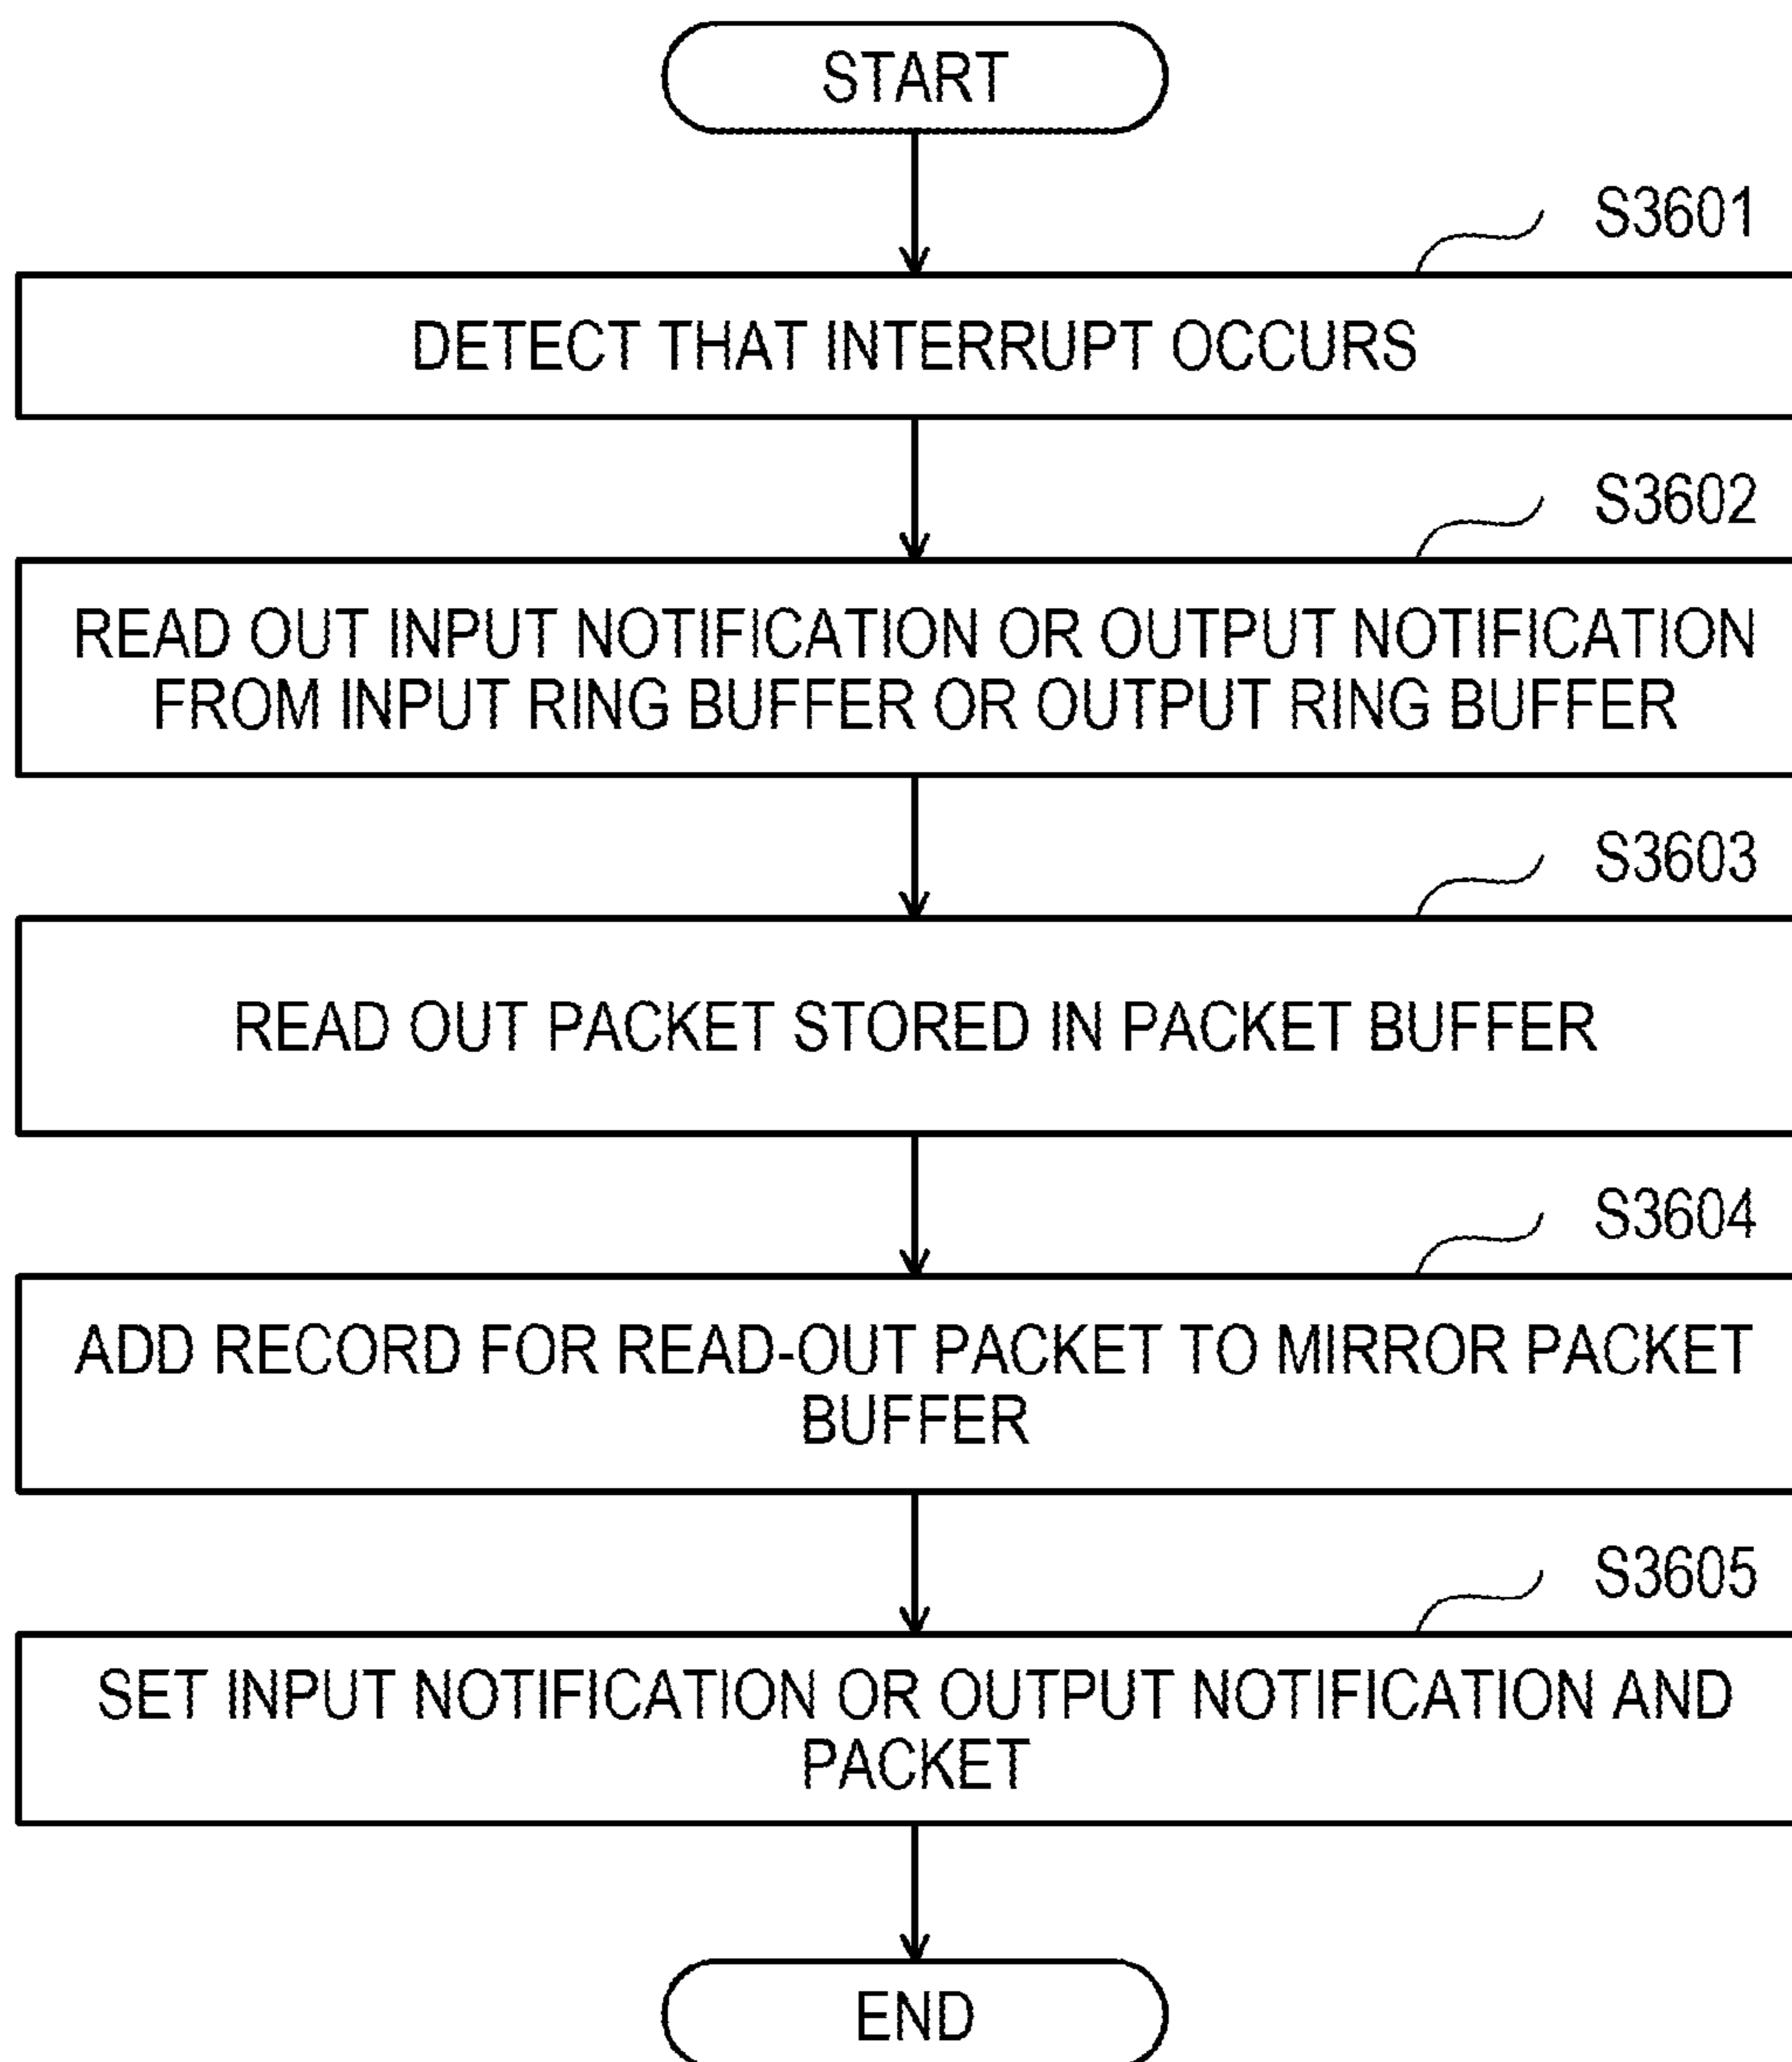 START
S3601
DETECT THAT INTERRUPT OCCURS
S3602
READ OUT INPUT NOTIFICATION OR OUTPUT NOTIFICATION
FROM INPUT RING BUFFER OR OUTPUT RING BUFFER
S3603
READ OUT PACKET STORED IN PACKET BUFFER
S3604
ADD RECORD FOR READ-OUT PACKET TO MIRROR PACKET
BUFFER
S3605
SET INPUT NOTIFICATION OR OUTPUT NOTIFICATION AND
PACKET
END